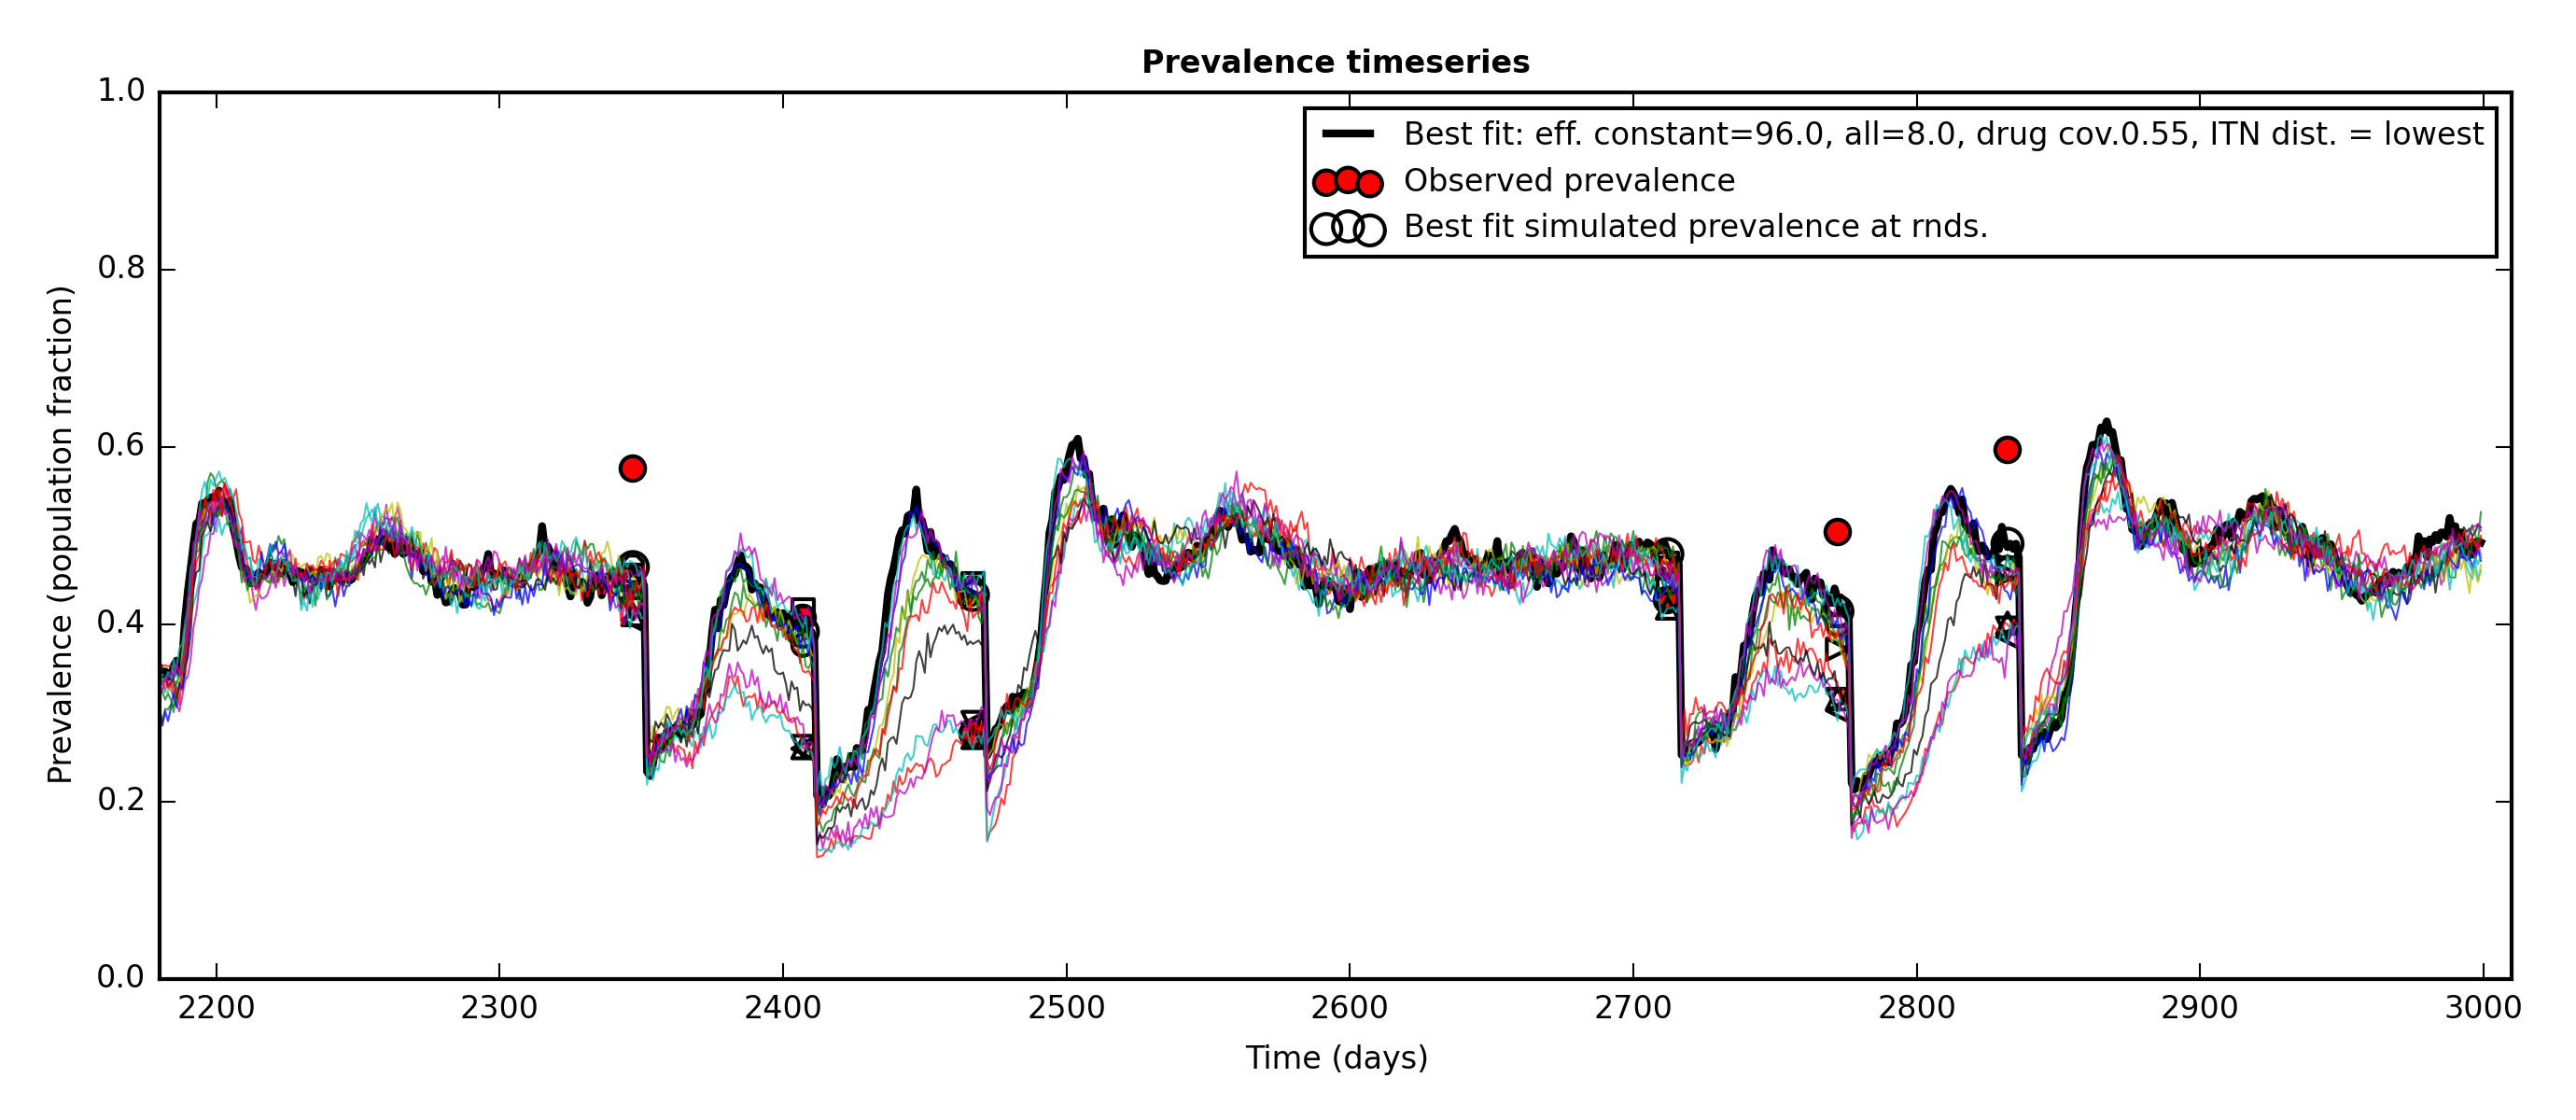 Prevalence timeseries
1.0
0.8
0.6
0.4
0.2
0.0
Prevalence (population fraction)
Best fit: eff. constant=96.0, all=8.0, drug cov.0.55, ITN dist. = lowest
Observed prevalence
Best fit simulated prevalence at rnds.
2200 2300 2400 2500 2600 2700 2800 2900 3000
Time (days)